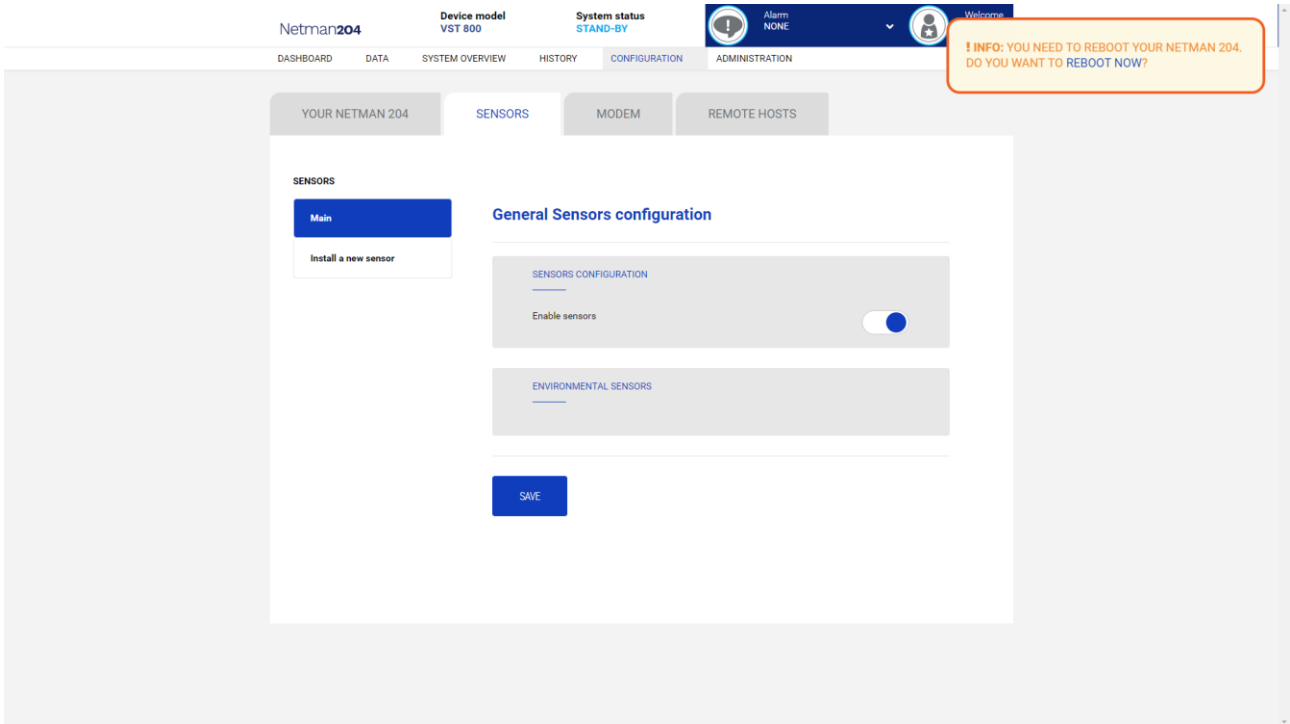 Netman204
Device model
VST 800
System status
STAND-BY
Alarm
NONE
Welcome
! INFO: YOU NEED TO REBOOT YOUR NETMAN 204.
DO YOU WANT TO REBOOT NOW?
DASHBOARD DATA SYSTEM OVERVIEW HISTORY CONFIGURATION ADMINISTRATION
YOUR NETMAN 204 SENSORS MODEM REMOTE HOSTS
SENSORS
Main
Install a new sensor
General Sensors configuration
SENSORS CONFIGURATION
Enable sensors
ENVIRONMENTAL SENSORS
SAVE